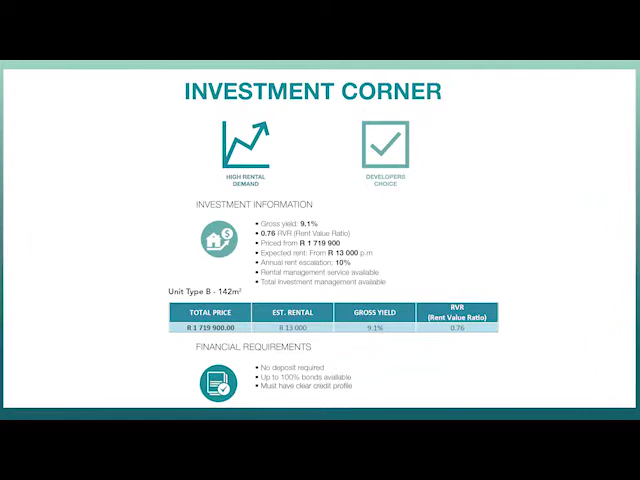 INVESTMENT CORNER
HIGH RENTAL
DEMAND
DEVELOPERS
CHOICE
INVESTMENT INFORMATION
$
• Gross yield: 9.1%
• 0.76 RVR (Rent Value Ratio)
• Priced from R 1 719 900
• Expected rent: From R 13 000 p.m
• Annual rent escalation: 10%
• Rental management service available
• Total Investment management available
Unit Type B - 142m²
TOTAL PRICE EST. RENTAL GROSS YIELD RVR
(Rent Value Ratio)
R 1 719 900.00 R 13 000 9.1% 0.76
FINANCIAL REQUIREMENTS
• No deposit required
• Up to 100% bonds available
• Must have clear credit profile